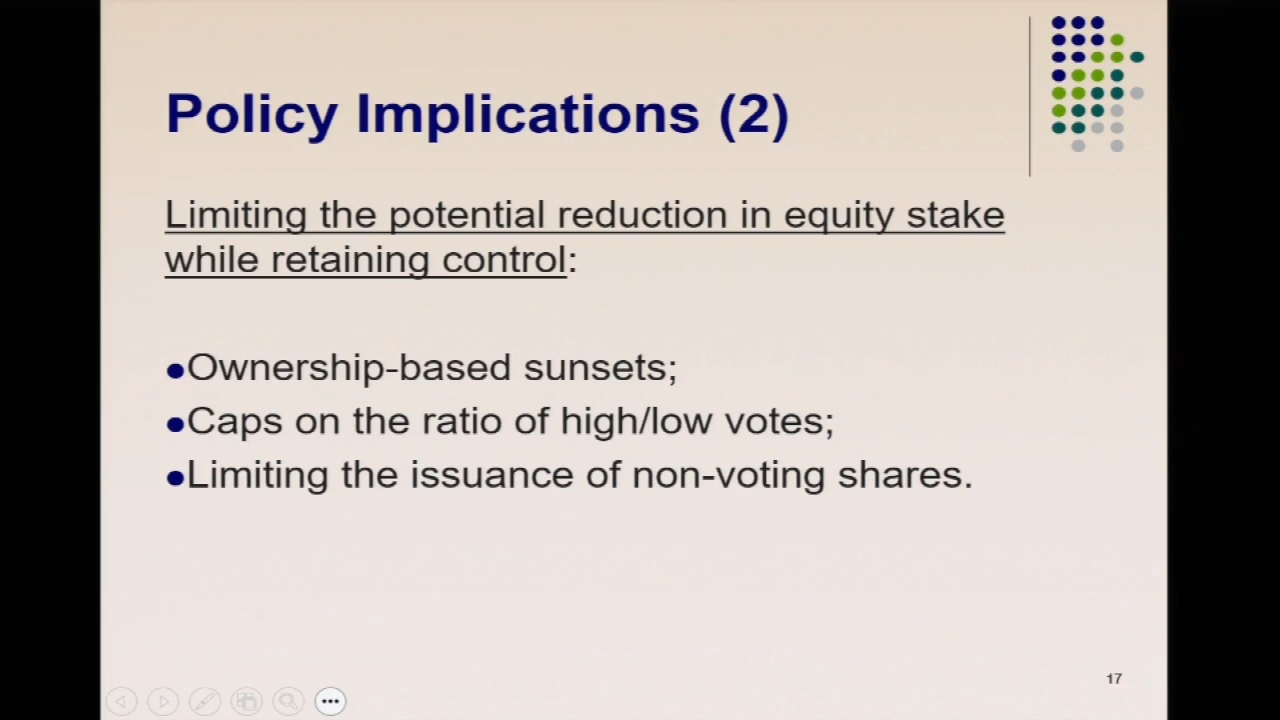 Policy Implications (2)
Limiting the potential reduction in equity stake
while retaining control:
●Ownership-based sunsets;
●Caps on the ratio of high/low votes;
●Limiting the issuance of non-voting shares.
17